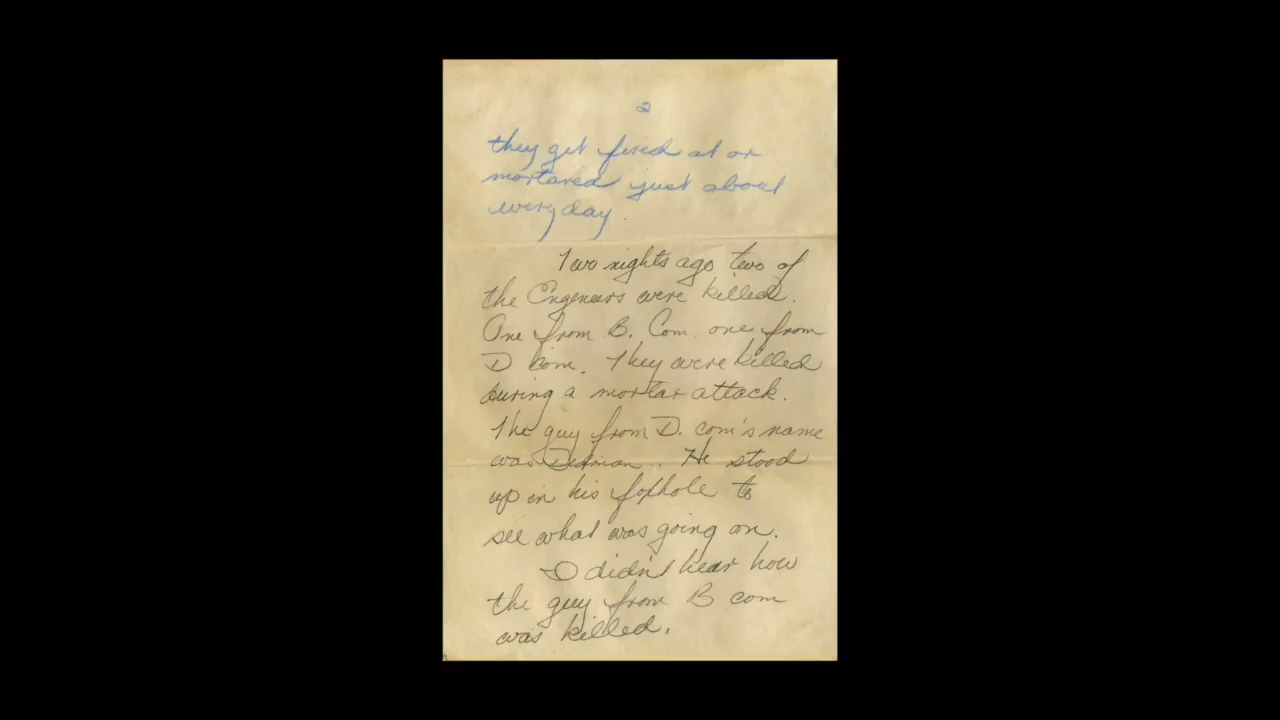 2
they get fired at or
mortared just about
everyday.
Two nights ago two of
the Engeneers were killed.
One from B. Com one from
D com. They were killed
during a mortar attack.
The guy from D. com's name
was . He stood
up in his foxhole to
see what was going on.
I didn't hear how
the guy from B com
was killed.